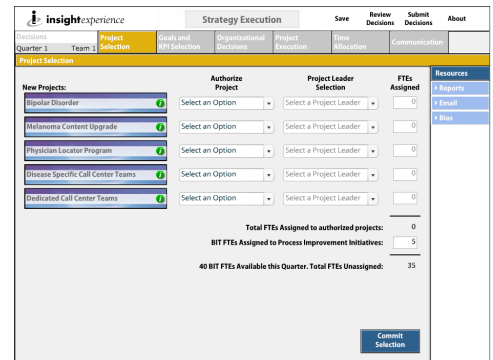 insightexperience
Strategy Execution
Save
Review Decisions
Submit Decisions
About
Decisions
Quarter 1 Team 1
Project Selection
Goals and KPI Selection
Organizational Decisions
Project Execution
Time Allocation
Communication
Project Selection
New Projects:
Authorize Project
Project Leader Selection
FTEs Assigned
Bipolar Disorder i Select an Option Select a Project Leader 0
Melanoma Content Upgrade i Select an Option Select a Project Leader 0
Physician Locator Program i Select an Option Select a Project Leader 0
Disease Specific Call Center Teams i Select an Option Select a Project Leader 0
Dedicated Call Center Teams i Select an Option Select a Project Leader 0
Total FTEs Assigned to authorized projects: 0
BIT FTEs Assigned to Process Improvement Initiatives: 5
40 BIT FTEs Available this Quarter. Total FTEs Unassigned: 35
Commit Selection
Resources
Reports
Email
Bios